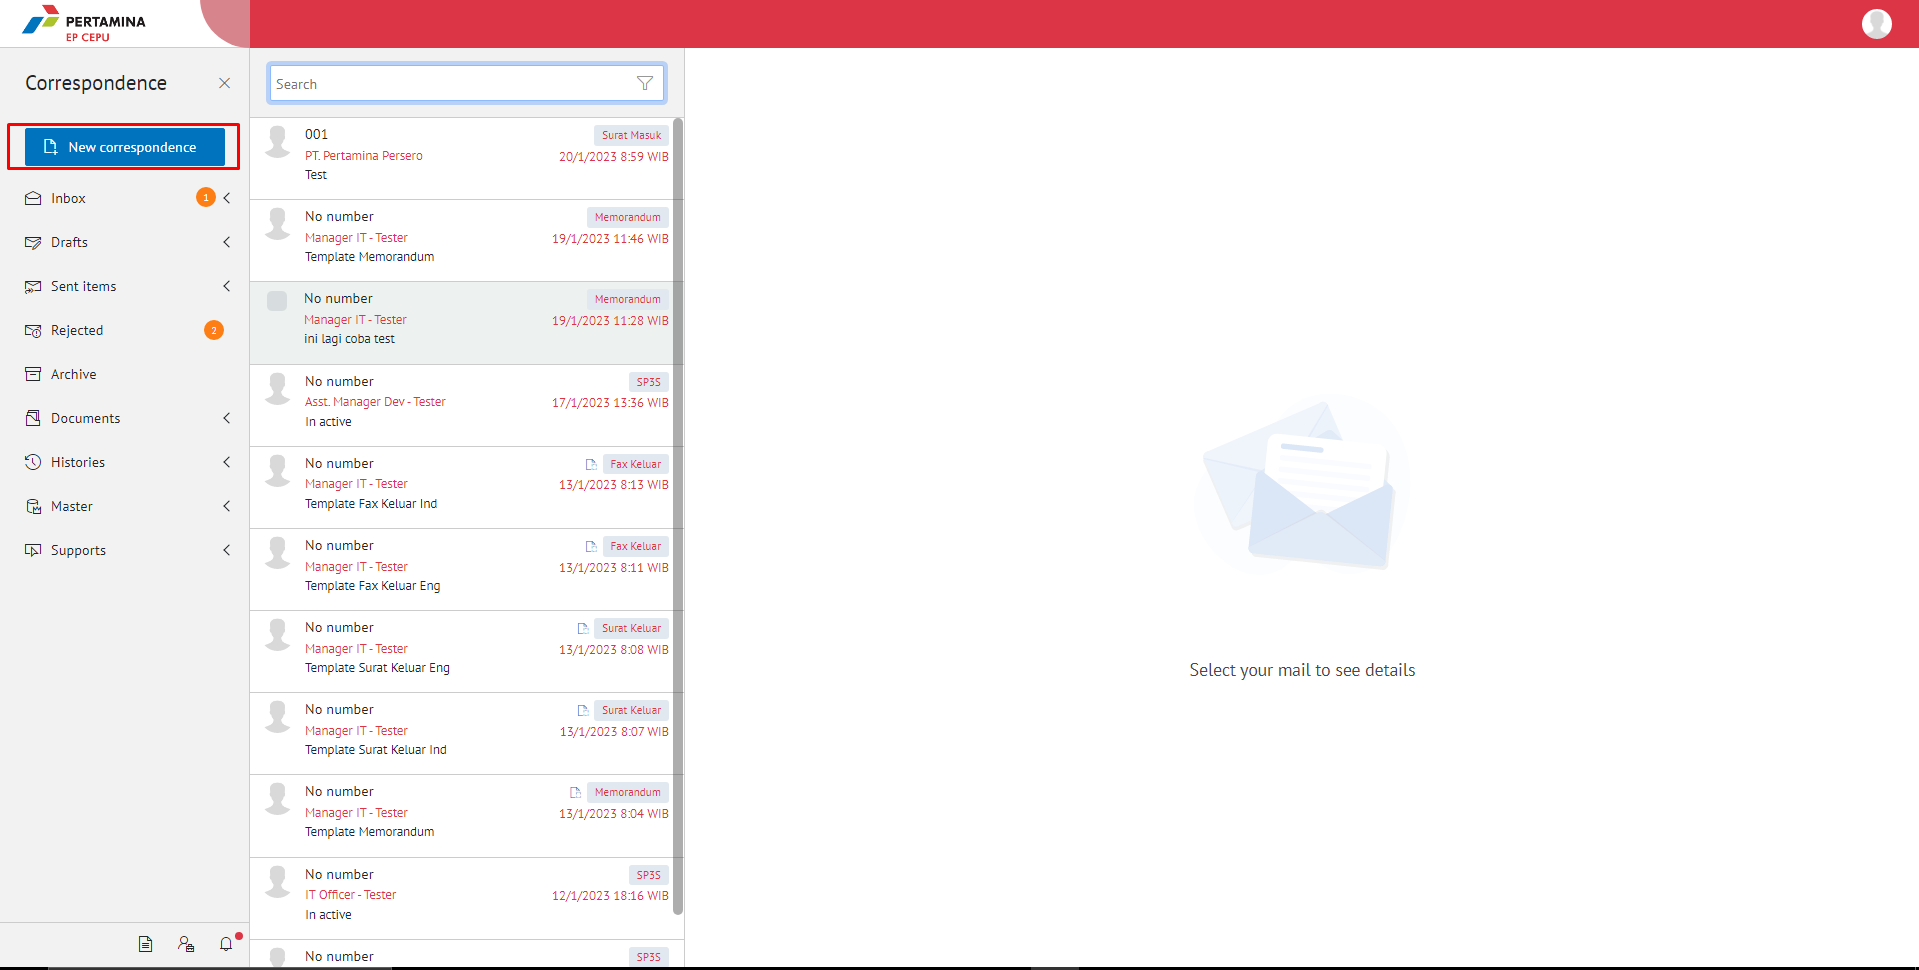 PERTAMINA
EP CEPU
Correspondence
New correspondence
Inbox 1
Drafts
Sent items
Rejected 2
Archive
Documents
Histories
Master
Supports
Search
001 Surat Masuk
PT. Pertamina Persero 20/1/2023 8:59 WIB
Test
No number Memorandum
Manager IT - Tester 19/1/2023 11:46 WIB
Template Memorandum
No number Memorandum
Manager IT - Tester 19/1/2023 11:28 WIB
ini lagi coba test
No number SP3S
Asst. Manager Dev - Tester 17/1/2023 13:36 WIB
In active
No number Fax Keluar
Manager IT - Tester 13/1/2023 8:13 WIB
Template Fax Keluar Ind
No number Fax Keluar
Manager IT - Tester 13/1/2023 8:11 WIB
Template Fax Keluar Eng
No number Surat Keluar
Manager IT - Tester 13/1/2023 8:08 WIB
Template Surat Keluar Eng
No number Surat Keluar
Manager IT - Tester 13/1/2023 8:07 WIB
Template Surat Keluar Ind
No number Memorandum
Manager IT - Tester 13/1/2023 8:04 WIB
Template Memorandum
No number SP3S
IT Officer - Tester 12/1/2023 18:16 WIB
In active
No number SP3S
Select your mail to see details